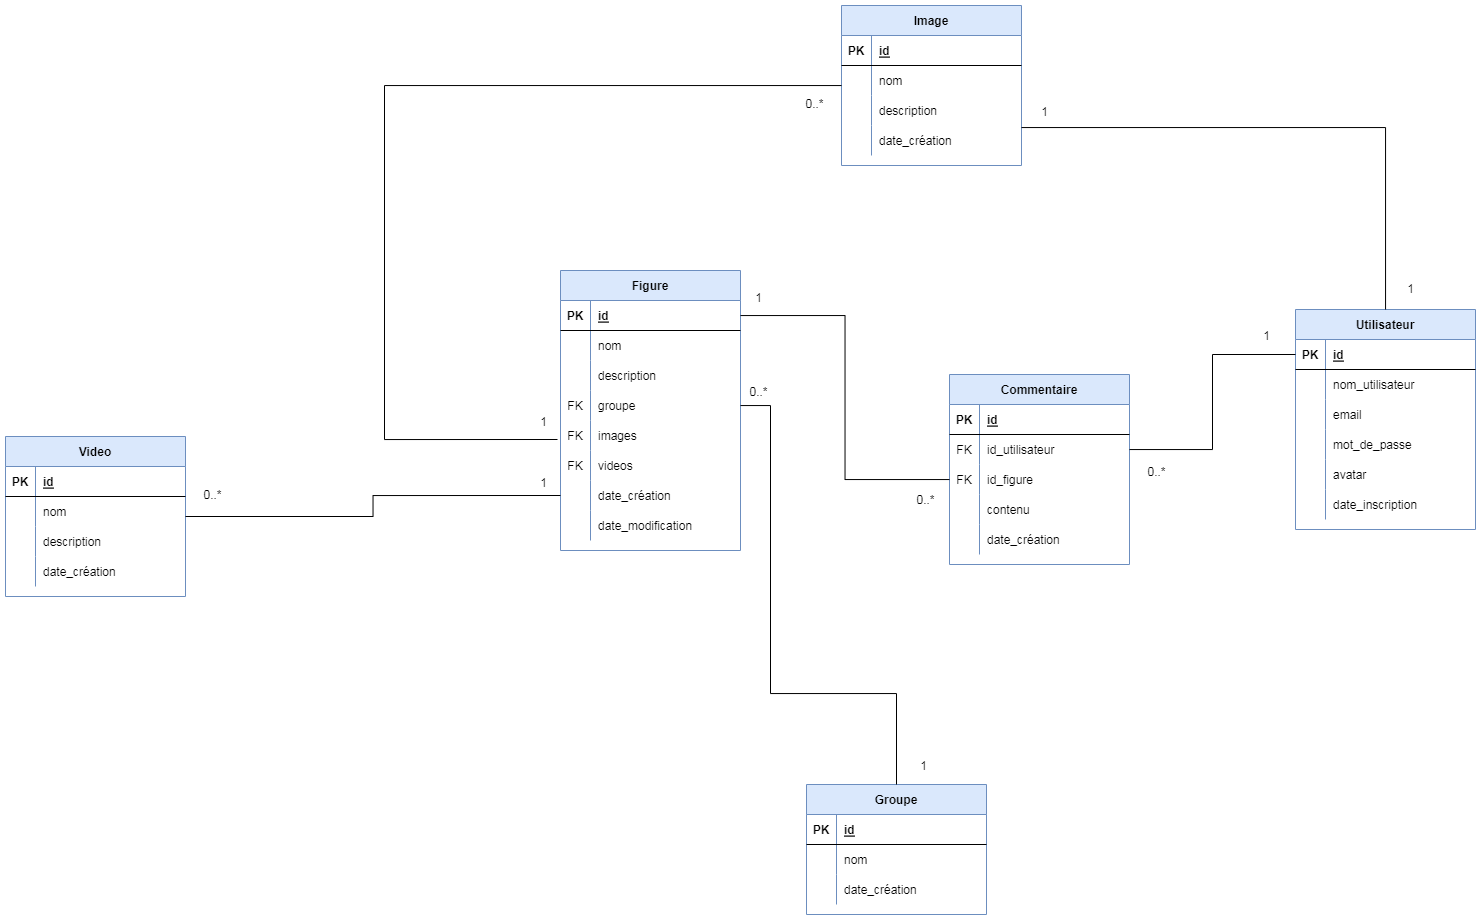 Image
PK id
nom
description
date_création
0..*
1
Figure
PK id
nom
description
FK groupe
FK images
FK videos
date_création
date_modification
1
0..*
1
1
Video
PK id
nom
description
date_création
0..*
Commentaire
PK id
FK id_utilisateur
FK id_figure
contenu
date_création
0..*
0..*
1
1
Utilisateur
PK id
nom_utilisateur
email
mot_de_passe
avatar
date_inscription
1
Groupe
PK id
nom
date_création